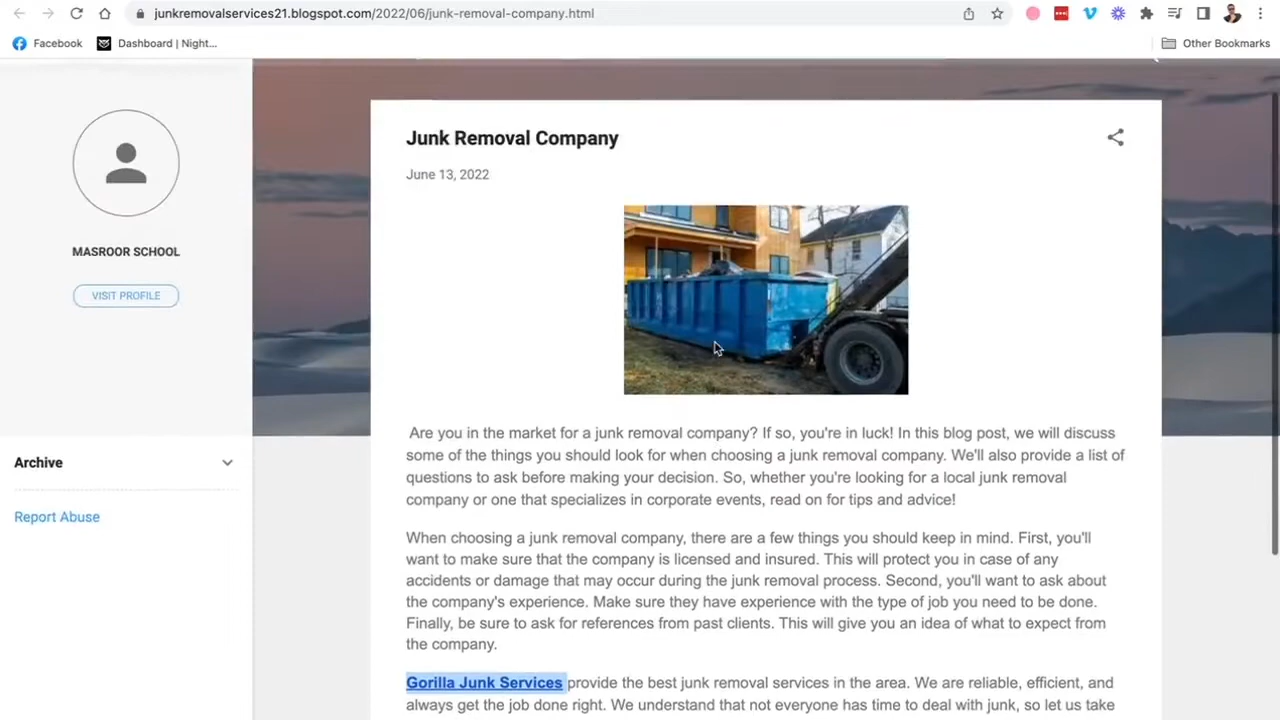 junkremovalservices21.blogspot.com/2022/06/junk-removal-company.html
Facebook
Dashboard | Night...
Other Bookmarks
MASROOR SCHOOL
VISIT PROFILE
Archive
Report Abuse
Junk Removal Company
June 13, 2022
Are you in the market for a junk removal company? If so, you're in luck! In this blog post, we will discuss
some of the things you should look for when choosing a junk removal company. We'll also provide a list of
questions to ask before making your decision. So, whether you're looking for a local junk removal
company or one that specializes in corporate events, read on for tips and advice!
When choosing a junk removal company, there are a few things you should keep in mind. First, you'll
want to make sure that the company is licensed and insured. This will protect you in case of any
accidents or damage that may occur during the junk removal process. Second, you'll want to ask about
the company's experience. Make sure they have experience with the type of job you need to be done.
Finally, be sure to ask for references from past clients. This will give you an idea of what to expect from
the company.
Gorilla Junk Services provide the best junk removal services in the area. We are reliable, efficient, and
always get the job done right. We understand that not everyone has time to deal with junk, so let us take